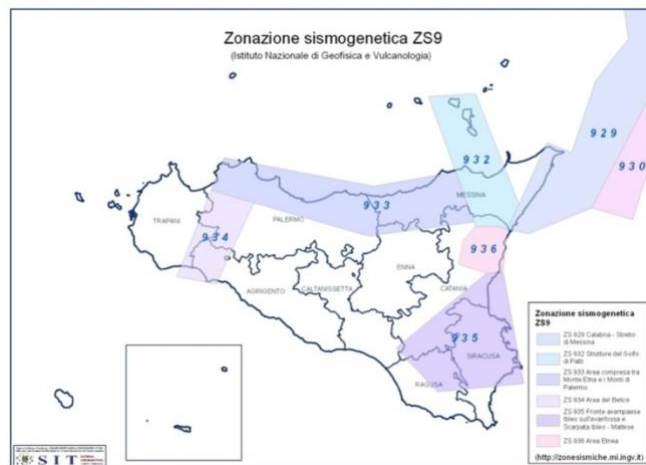 Zonazione sismogenetica ZS9
(Istituto Nazionale di Geofisica e Vulcanologia)
929
930
932
MESSINA
933
TRAPANI
PALERMO
934
936
ENNA
AGRIGENTO
CALTANISSETTA
CATANIA
935
SIRACUSA
RAGUSA
Zonazione sismogenetica
ZS9
ZS 929 Calabria - Stretto
di Messina
ZS 932 Strutture del Golfo
di Patti
ZS 933 Area compresa tra
Monte Etna e i Monti di
Palermo
ZS 934 Area del Belice
ZS 935 Fronte avampaese
ibleo sull'avanfossa e
Scarpata Ibleo - Maltese
ZS 936 Area Etnea
(http://zonesismiche.mi.ingv.it)
SIT